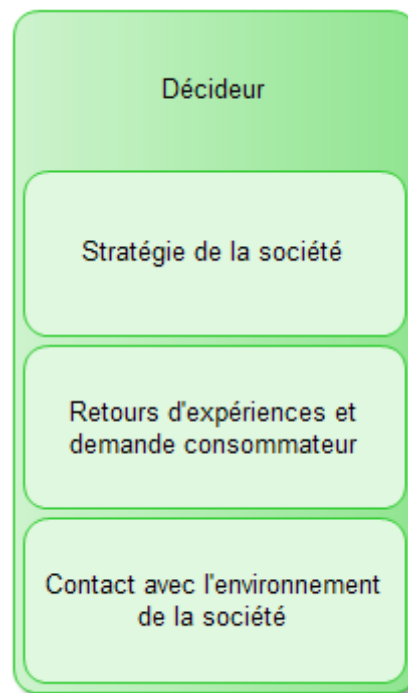 Décideur
Stratégie de la société
Retours d'expériences et
demande consommateur
Contact avec l'environnement
de la société